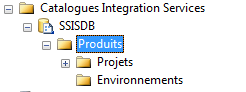 Catalogues Integration Services
SSISDB
Produits
Projets
Environnements